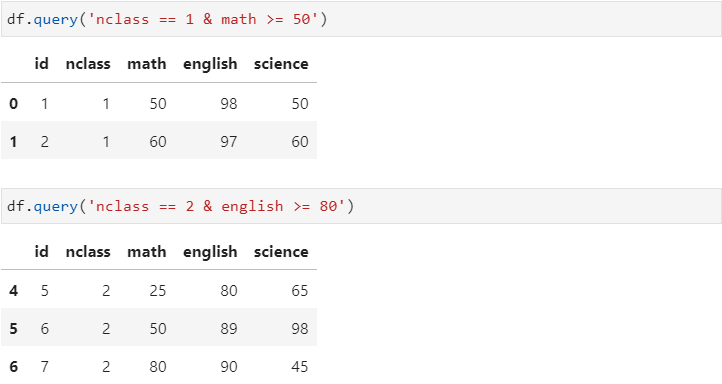 df.query('nclass == 1 & math >= 50')
id nclass math english science
0 1 1 50 98 50
1 2 1 60 97 60
df.query('nclass == 2 & english >= 80')
id nclass math english science
4 5 2 25 80 65
5 6 2 50 89 98
6 7 2 80 90 45